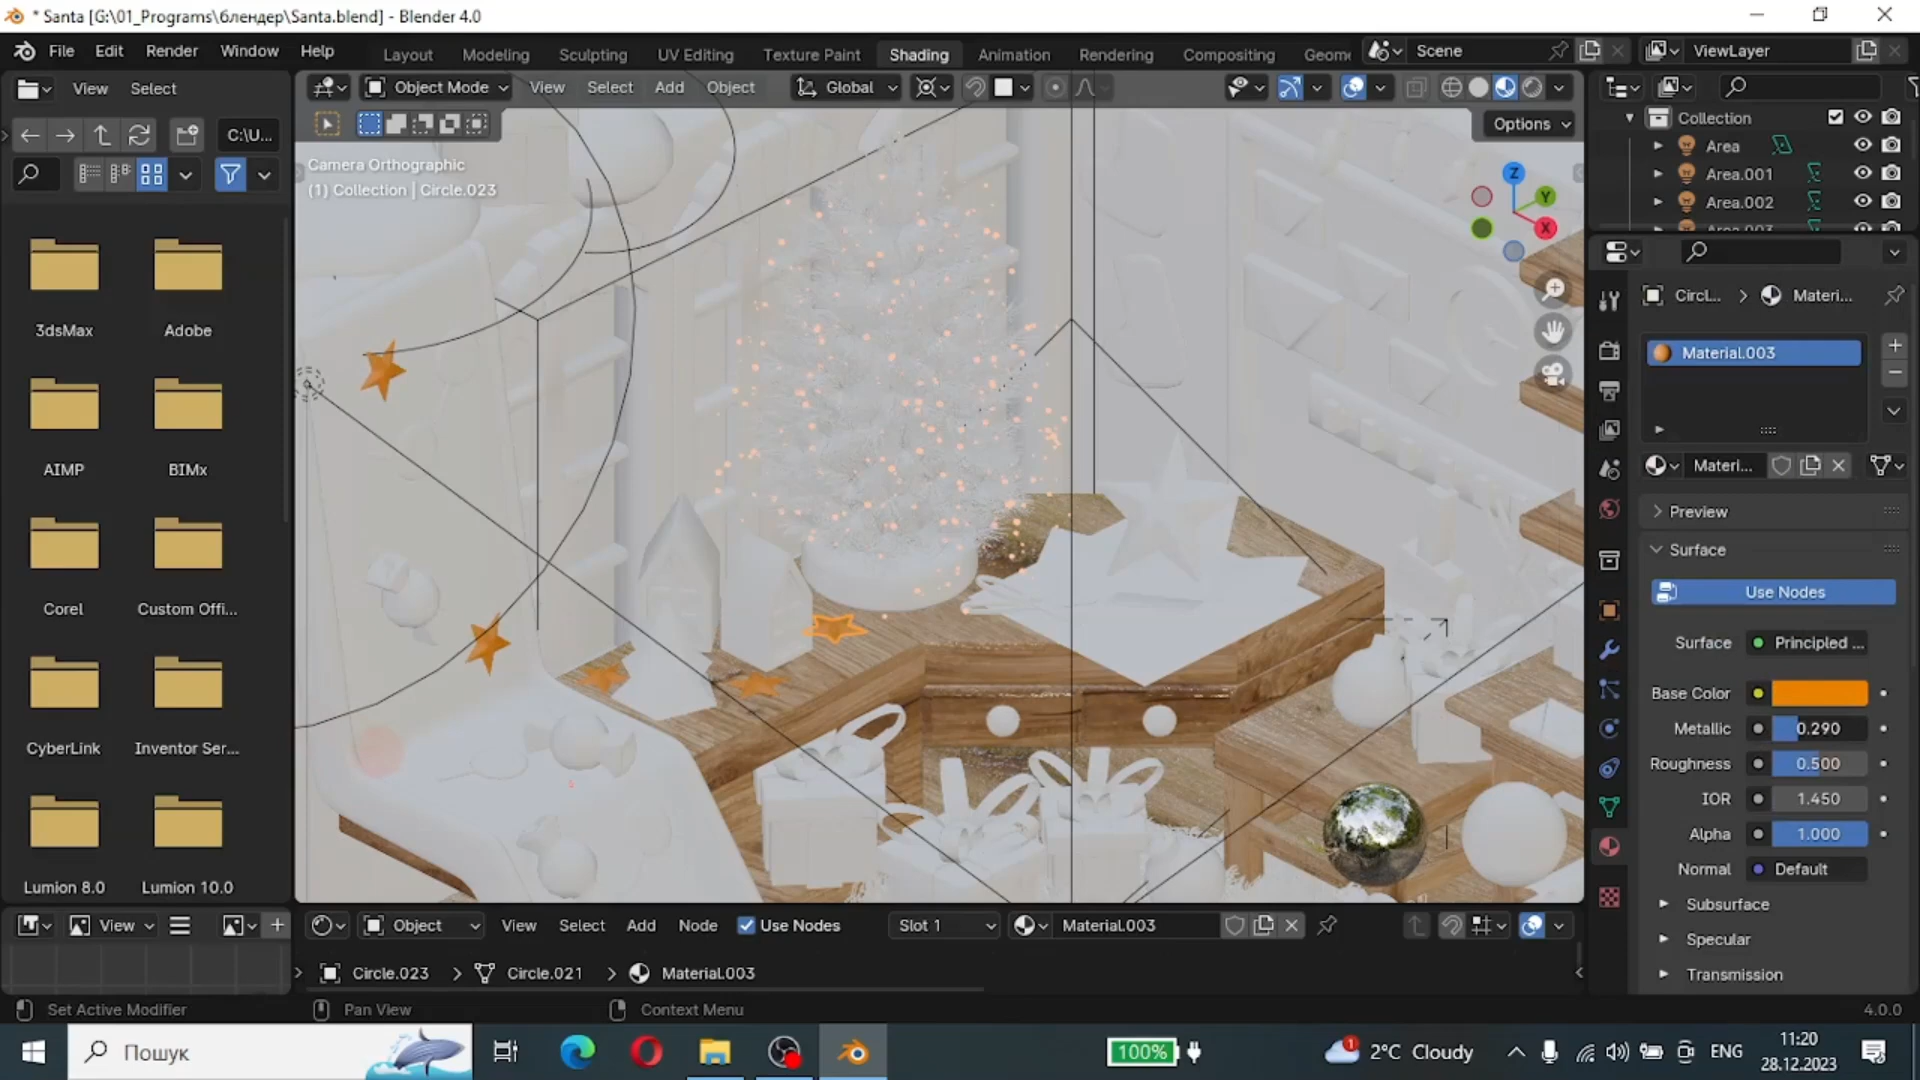 * Santa [G:\01_Programs\блендер\Santa.blend] - Blender 4.0
File Edit Render Window Help
Layout Modeling Sculpting UV Editing Texture Paint Shading Animation Rendering Compositing Geom
Scene
ViewLayer
View Select
Object Mode
View Select Add Object
Global
C:\U...
Options
Camera Orthographic
(1) Collection | Circle.023
Z
Y
X
3dsMax
Adobe
AIMP
BIMx
Corel
Custom Offi...
CyberLink
Inventor Ser...
Lumion 8.0
Lumion 10.0
Collection
Area
Area.001
Area.002
Area.003
Circl...
Materi...
Material.003
Materi...
Preview
Surface
Use Nodes
Surface Principled ...
Base Color
Metallic 0.290
Roughness 0.500
IOR 1.450
Alpha 1.000
Normal Default
Subsurface
Specular
Transmission
View
Object
View Select Add Node
Use Nodes
Slot 1
Material.003
Circle.023 > Circle.021 > Material.003
Set Active Modifier
Pan View
Context Menu
4.0.0
Пошук
100%
1
2°C Cloudy
ENG
11:20
28.12.2023